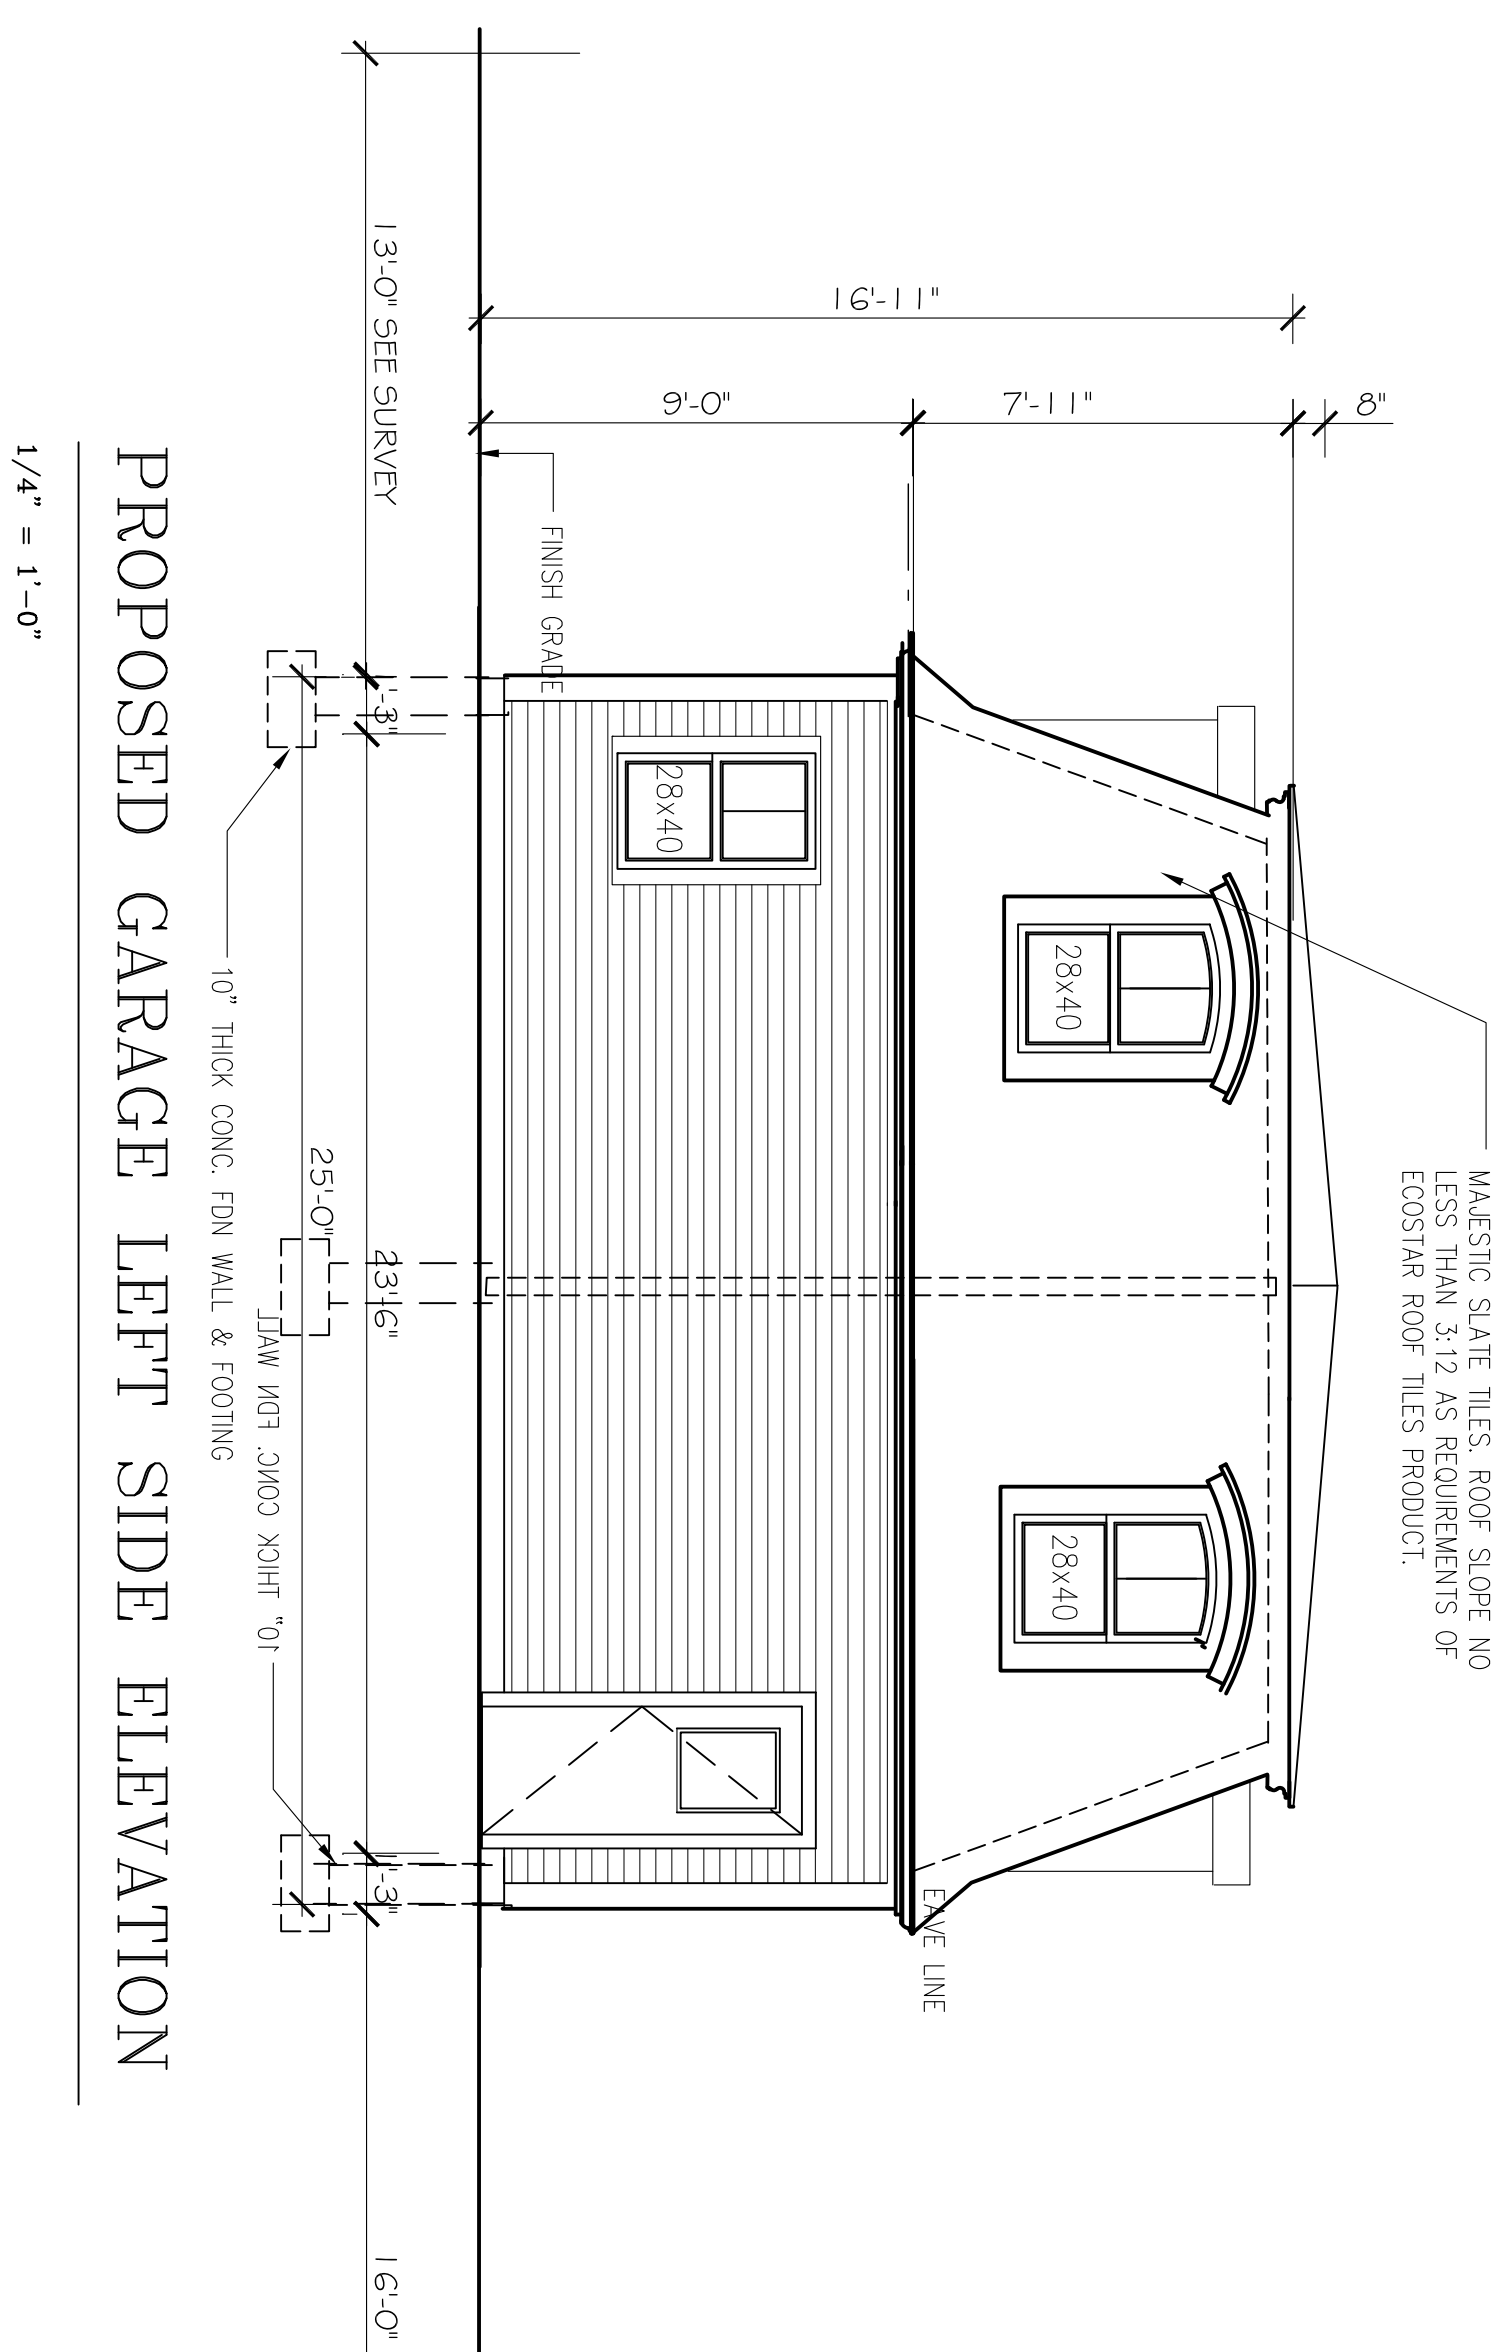 MAJESTIC SLATE TILES. ROOF SLOPE NO
LESS THAN 3:12 AS REQUIREMENTS OF
ECOSTAR ROOF TILES PRODUCT.
8"
7'-11"
16'-11"
9'-0"
28x40
28x40
EAVE LINE
28x40
FINISH GRADE
13'-0" SEE SURVEY
1'-3"
23'-6"
1'-3"
16'-0"
25'-0"
10" THICK CONC. FDN WALL
10" THICK CONC. FDN WALL & FOOTING
PROPOSED GARAGE LEFT SIDE ELEVATION
1/4" = 1'-0"